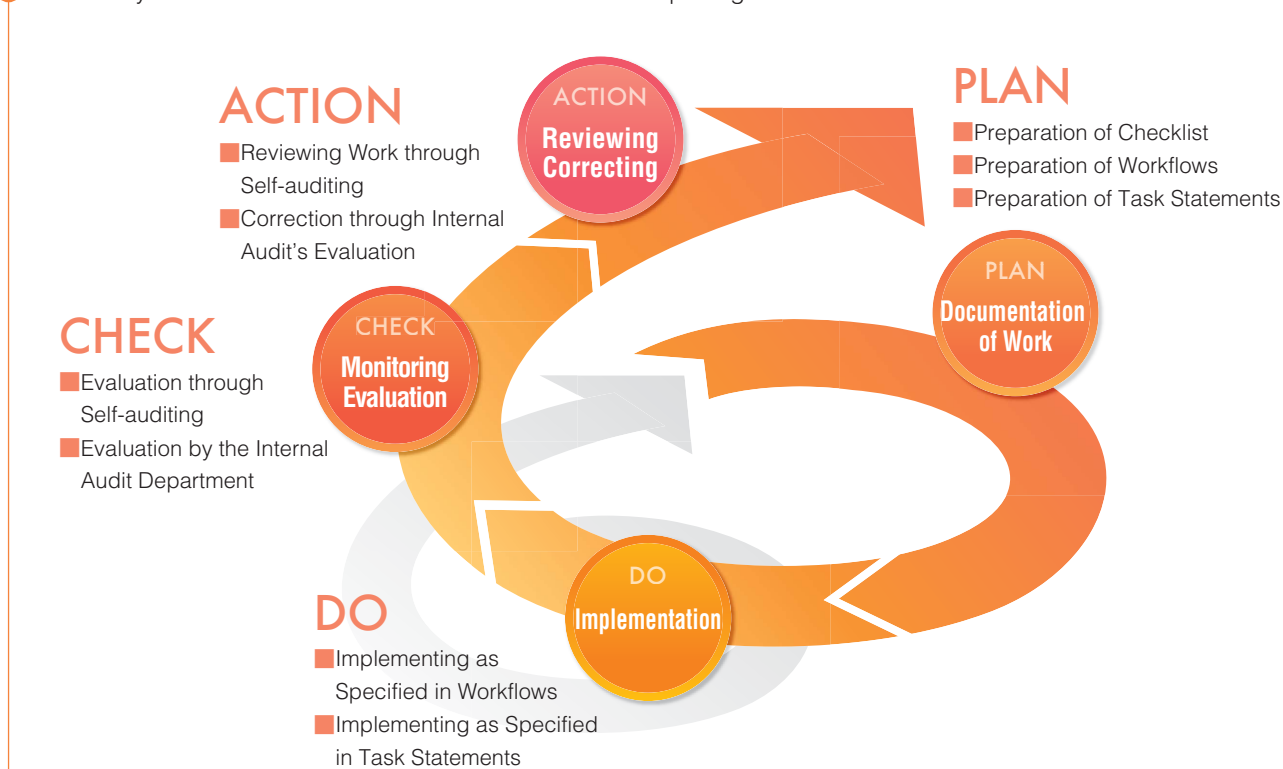 ACTION
Reviewing Work through
Self-auditing
Correction through Internal
Audit's Evaluation
ACTION
Reviewing
Correcting
PLAN
Preparation of Checklist
Preparation of Workflows
Preparation of Task Statements
PLAN
Documentation
of Work
CHECK
Evaluation through
Self-auditing
Evaluation by the Internal
Audit Department
CHECK
Monitoring
Evaluation
DO
Implementing as
Specified in Workflows
Implementing as Specified
in Task Statements
DO
Implementation